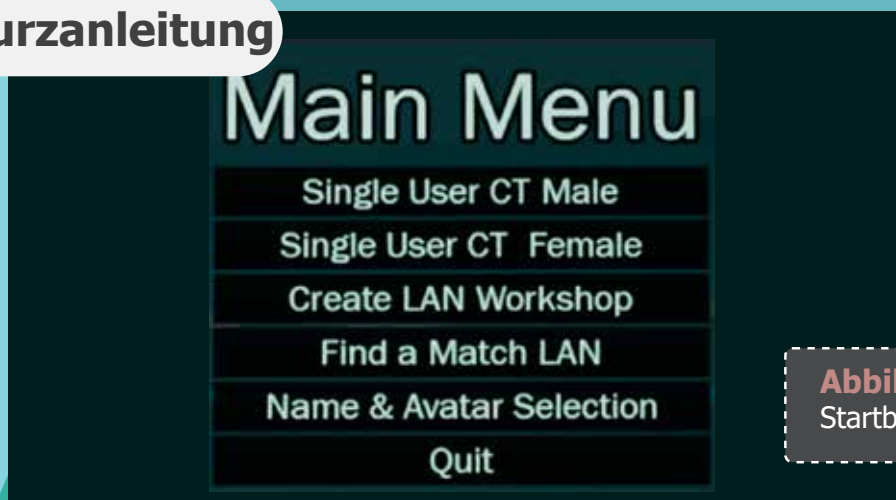 urzanleitung
Main Menu
Single User CT Male
Single User CT Female
Create LAN Workshop
Find a Match LAN
Name & Avatar Selection
Quit
Abbil
Startb